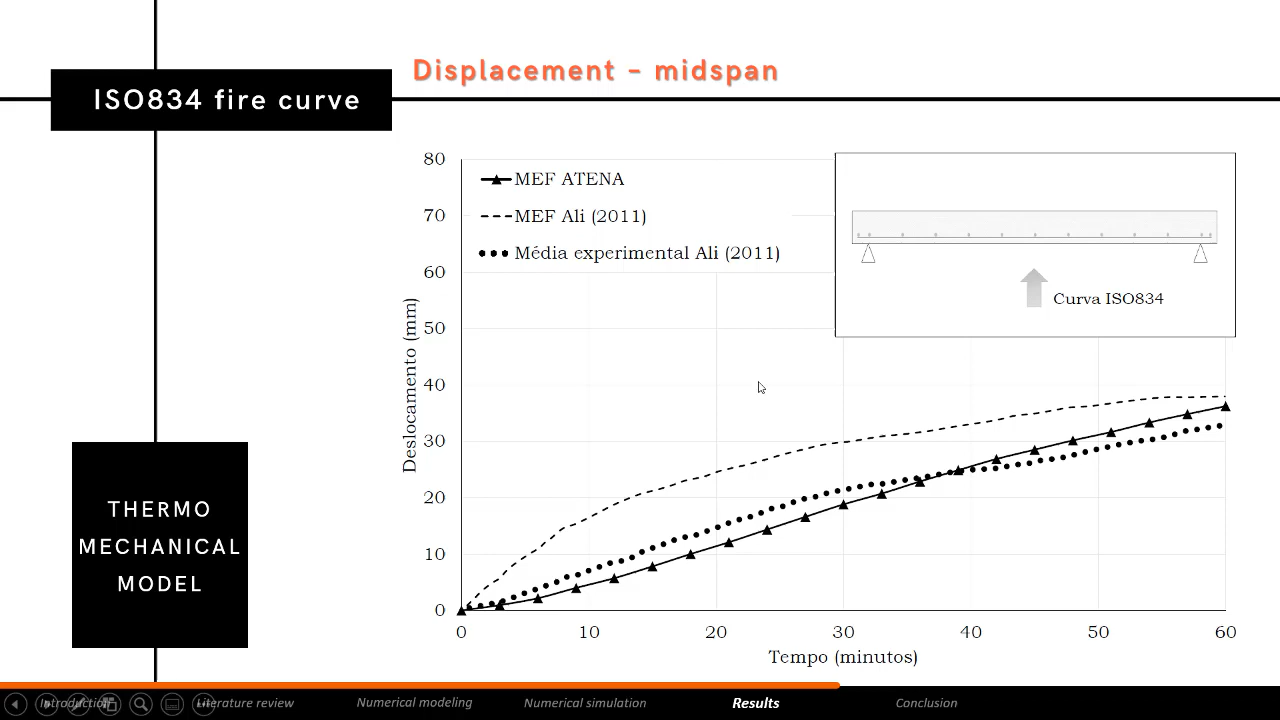 Displacement – midspan
ISO834 fire curve
80
70
60
50
40
30
20
10
0
Deslocamento (mm)
MEF ATENA
MEF Ali (2011)
Média experimental Ali (2011)
Curva ISO834
0 10 20 30 40 50 60
Tempo (minutos)
THERMO
MECHANICAL
MODEL
Introduction Literature review Numerical modeling Numerical simulation Results Conclusion